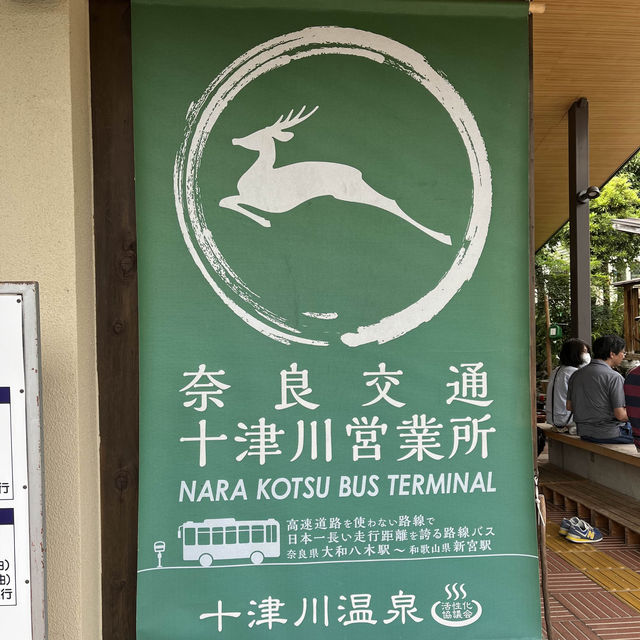 奈良交通
十津川営業所
NARA KOTSU BUS TERMINAL
高速道路を使わない路線で
日本一長い走行距離を誇る路線バス
奈良県大和八木駅～和歌山県新宮駅
十津川温泉
活性化
協議会
行
行